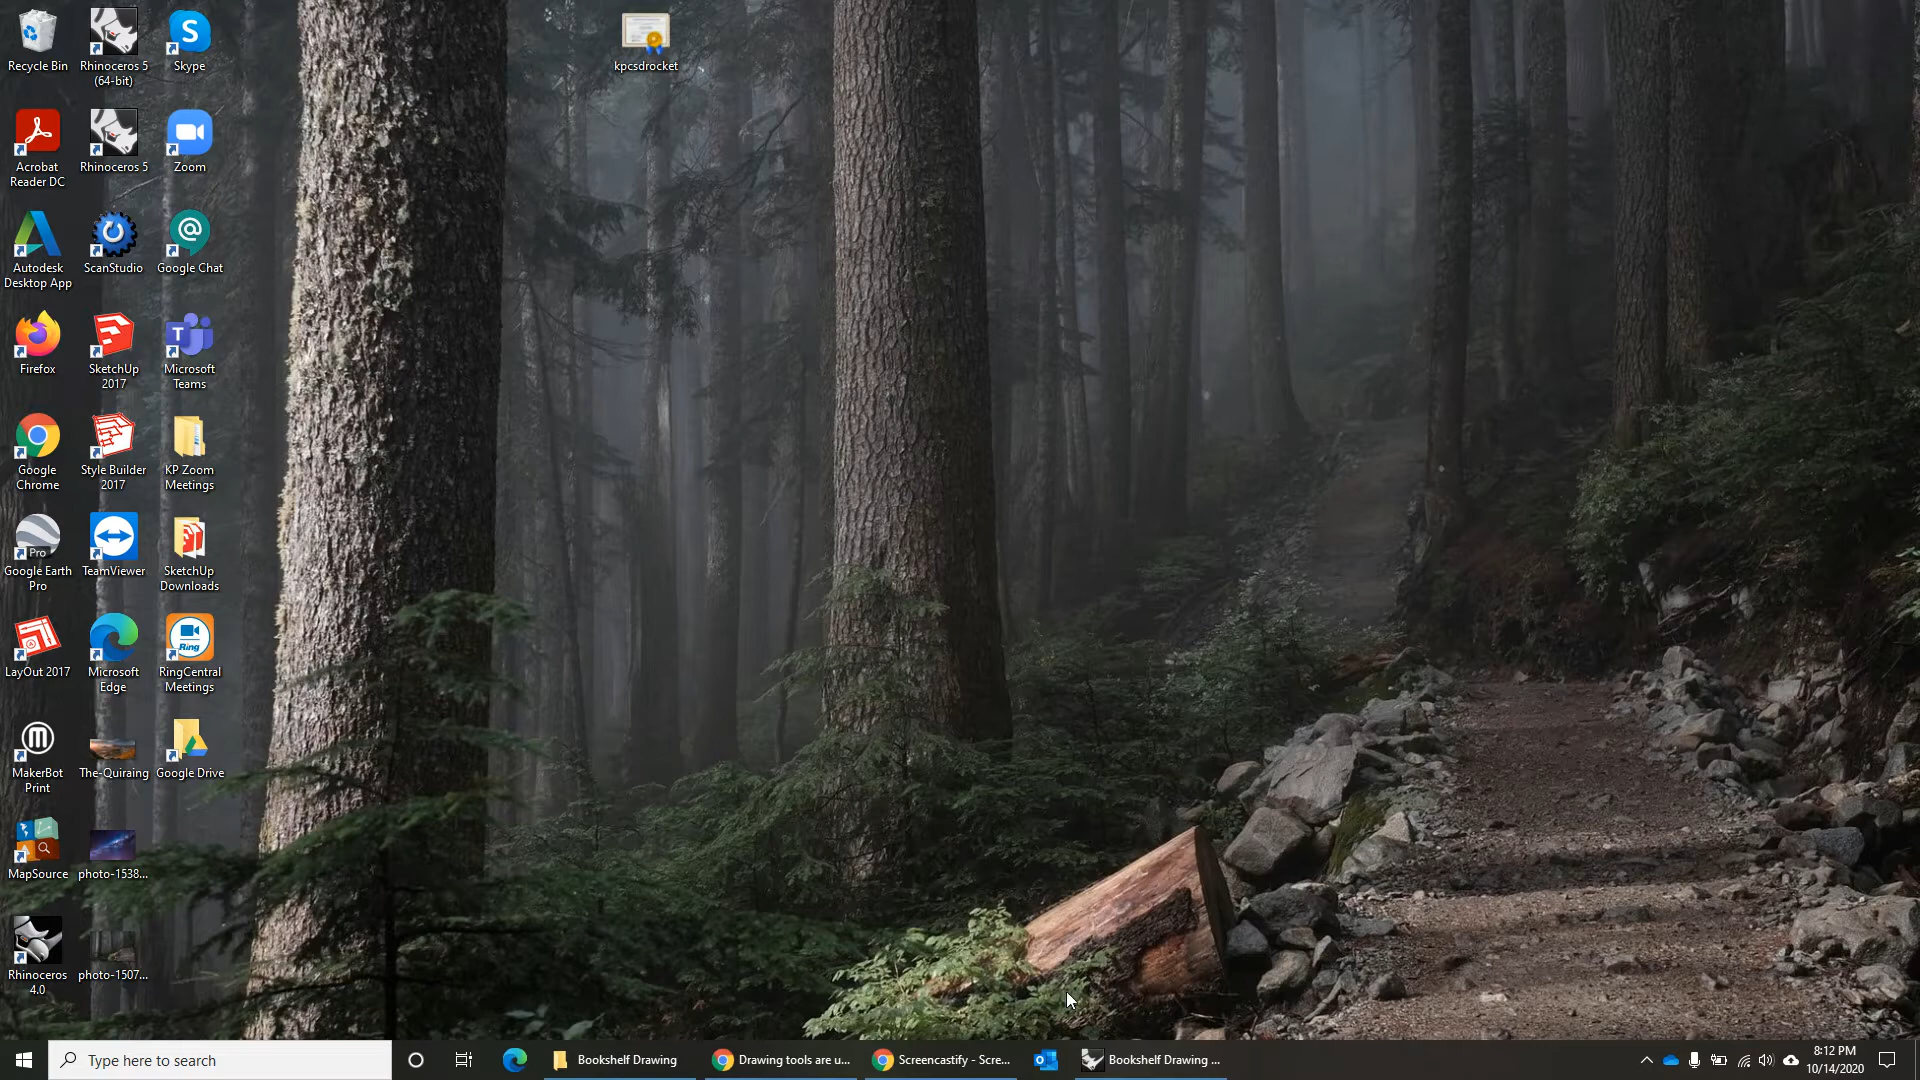 Recycle Bin
Rhinoceros 5
(64-bit)
S
Skype
kpcsdrocket
Acrobat
Reader DC
Rhinoceros 5
Zoom
Autodesk
Desktop App
ScanStudio
@
Google Chat
Firefox
SketchUp
2017
T
Microsoft
Teams
Google
Chrome
Style Builder
2017
KP Zoom
Meetings
Pro
Google Earth
Pro
TeamViewer
SketchUp
Downloads
LayOut 2017
Microsoft
Edge
Ring
RingCentral
Meetings
MakerBot
Print
The-Quiraing
Google Drive
MapSource
photo-1538...
Rhinoceros
4.0
photo-1507...
Type here to search
Bookshelf Drawing
Drawing tools are u...
Screencastify - Scre...
Bookshelf Drawing ...
8:12 PM
10/14/2020